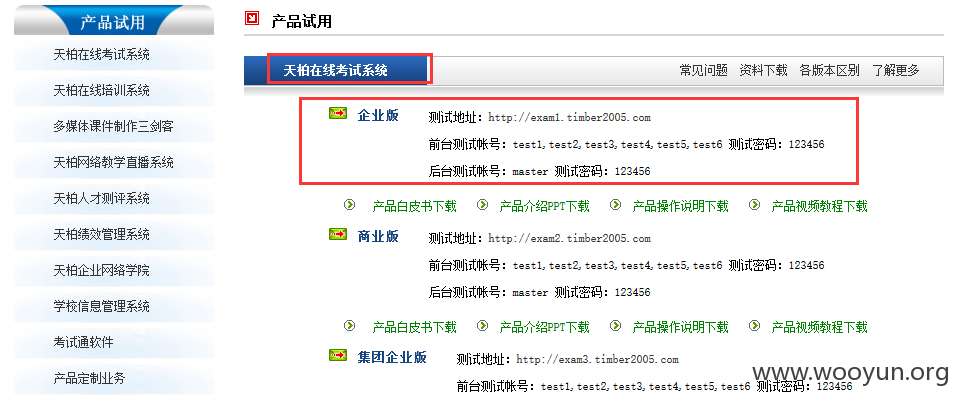 产品试用
天柏在线考试系统
天柏在线培训系统
多媒体课件制作三剑客
天柏网络教学直播系统
天柏人才测评系统
天柏绩效管理系统
天柏企业网络学院
学校信息管理系统
考试通软件
产品定制业务
产品试用
天柏在线考试系统 常见问题 资料下载 各版本区别 了解更多
企业版 测试地址：http://exam1.timber2005.com
前台测试帐号：test1,test2,test3,test4,test5,test6 测试密码：123456
后台测试帐号：master 测试密码：123456
产品白皮书下载 产品介绍PPT下载 产品操作说明下载 产品视频教程下载
商业版 测试地址：http://exam2.timber2005.com
前台测试帐号：test1,test2,test3,test4,test5,test6 测试密码：123456
后台测试帐号：master 测试密码：123456
产品白皮书下载 产品介绍PPT下载 产品操作说明下载 产品视频教程下载
集团企业版 测试地址：http://exam3.timber2005.com
前台测试帐号：test1,test2,test3,test4,test5,test6 测试密码：123456
www.wooyun.org